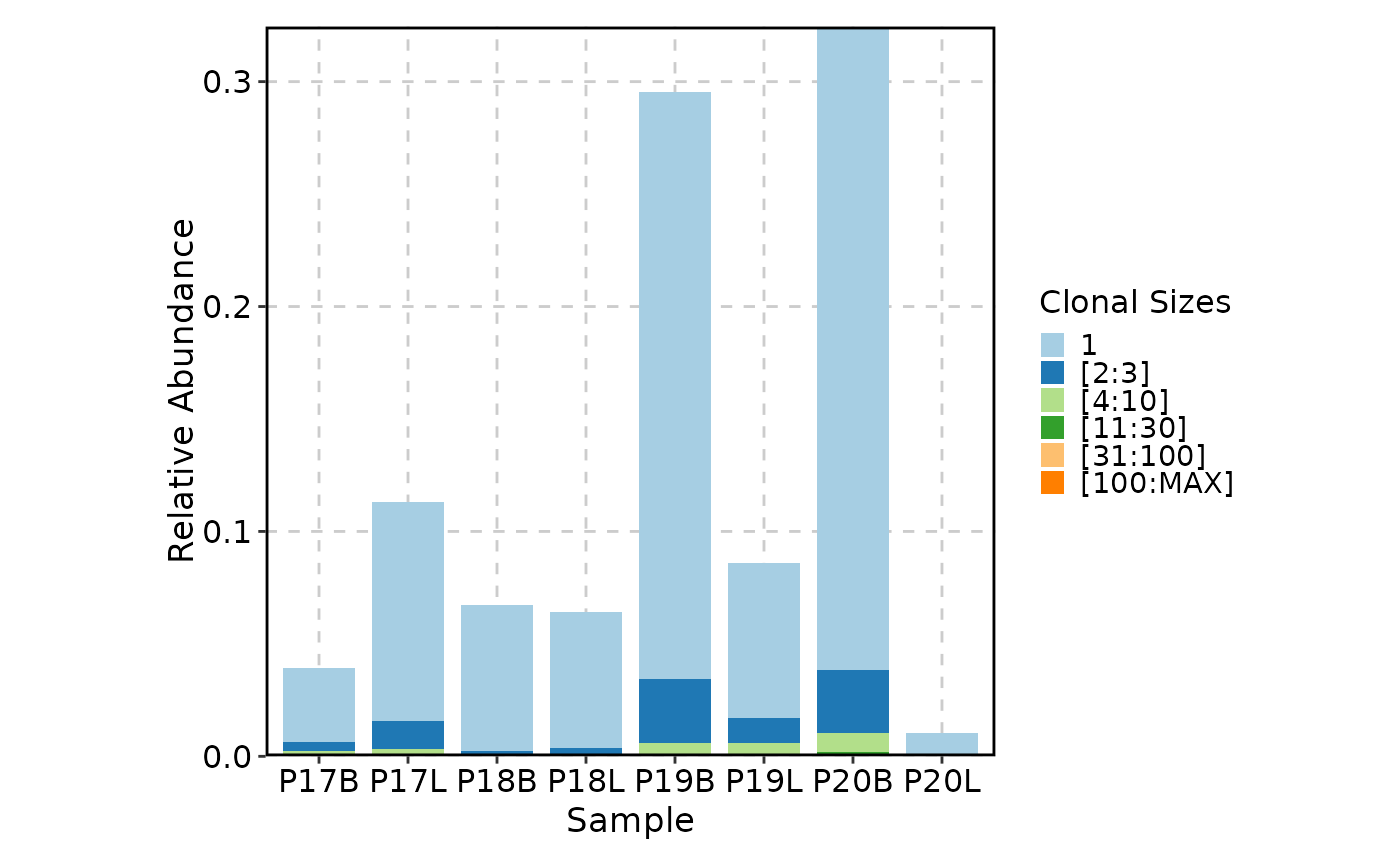 0.3
0.2
0.1
0.0
Relative Abundance
P17B P17L P18B P18L P19B P19L P20B P20L
Sample
Clonal Sizes
1
[2:3]
[4:10]
[11:30]
[31:100]
[100:MAX]